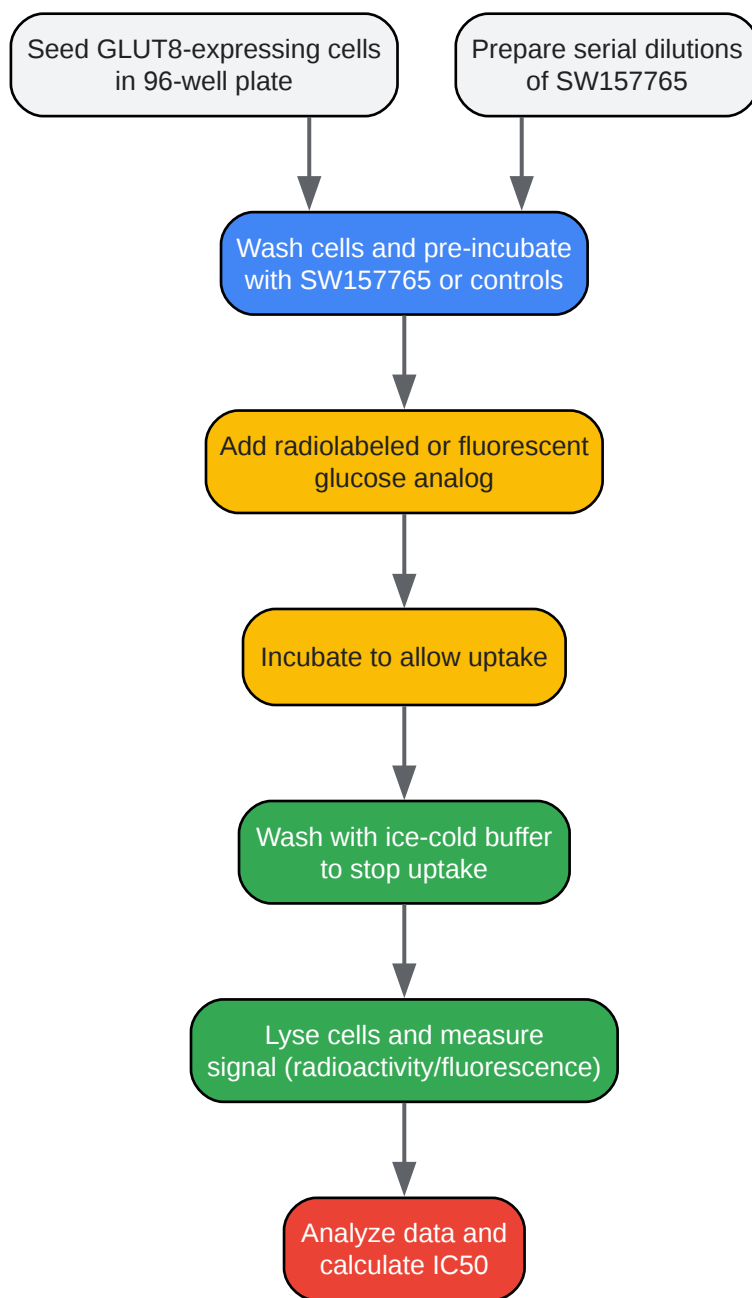 Seed GLUT8-expressing cells
in 96-well plate
Prepare serial dilutions
of SW157765
Wash cells and pre-incubate
with SW157765 or controls
Add radiolabeled or fluorescent
glucose analog
Incubate to allow uptake
Wash with ice-cold buffer
to stop uptake
Lyse cells and measure
signal (radioactivity/fluorescence)
Analyze data and
calculate IC50